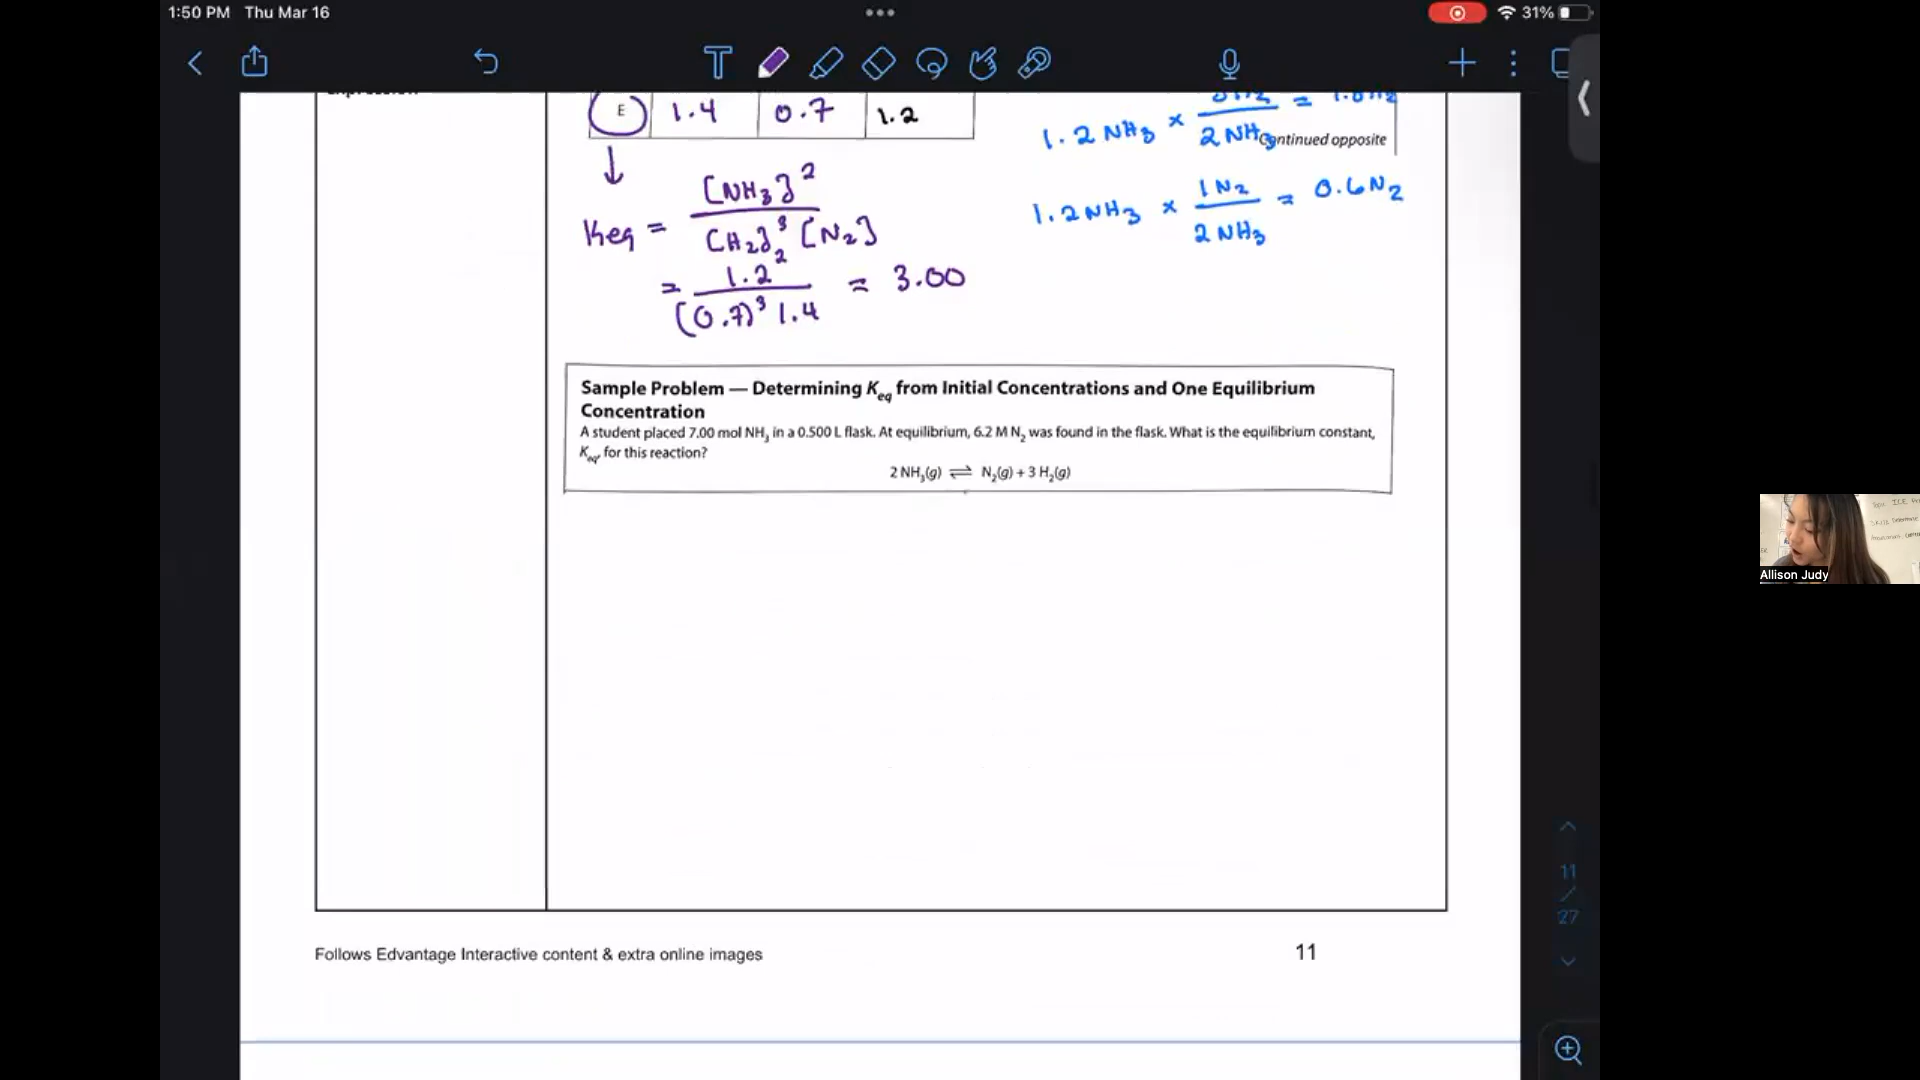 1:50 PM Thu Mar 16
31%
E 1.4 0.7 1.2
1.2 NH₃ × / 2 NH₃ =
Continued opposite
1.2 NH₃ × 1 N₂ / 2 NH₃ = 0.6 N₂
Keq = [NH₃]² / [H₂]³ [N₂]
= 1.2² / (0.7)³ 1.4 = 3.00
Sample Problem — Determining Keq from Initial Concentrations and One Equilibrium
Concentration
A student placed 7.00 mol NH₃ in a 0.500 L flask. At equilibrium, 6.2 M N₂ was found in the flask. What is the equilibrium constant,
Keq, for this reaction?
2 NH₃(g) ⇌ N₂(g) + 3 H₂(g)
Allison Judy
11
/
27
Follows Edvantage Interactive content & extra online images
11